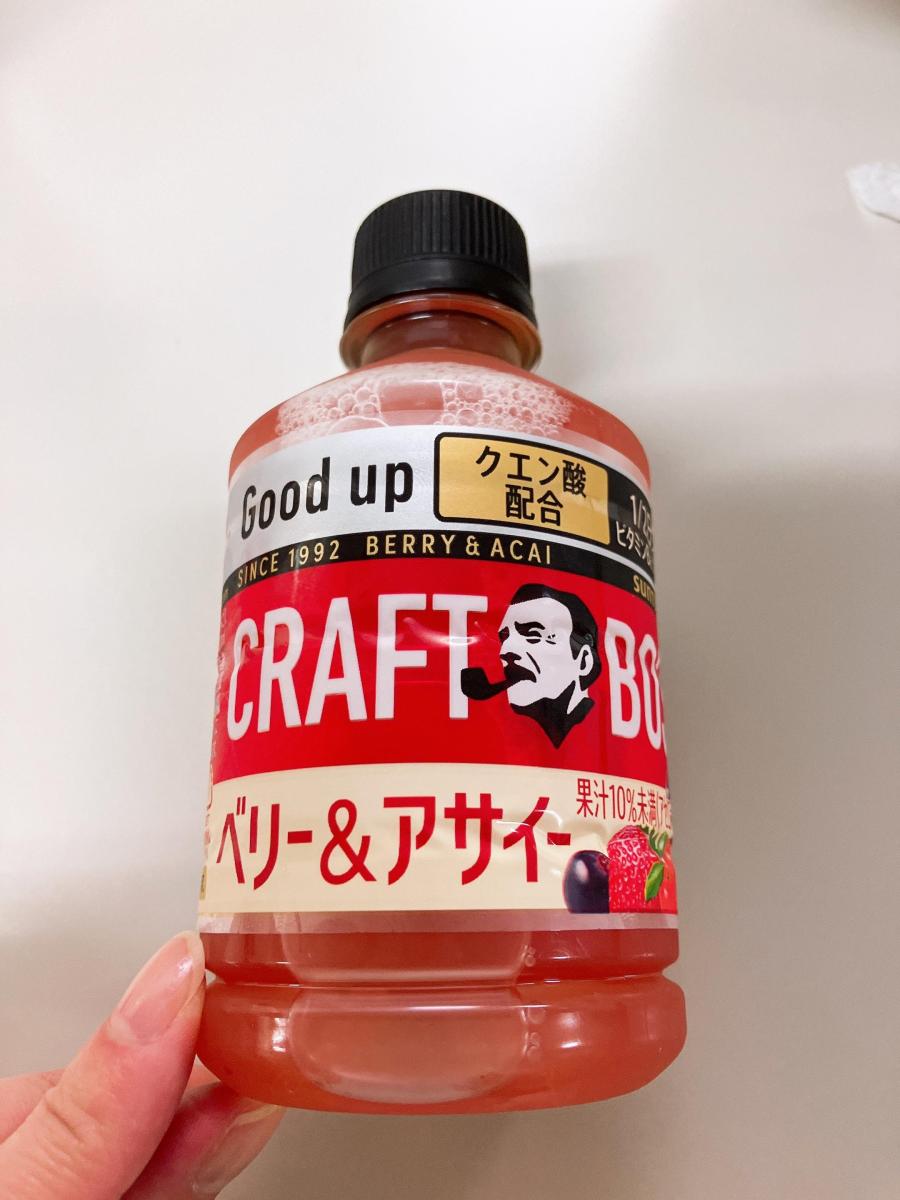 Good up
クエン酸
配合
SINCE 1992 BERRY & ACAI
CRAFT
ベリー&アサイー
果汁10%未満